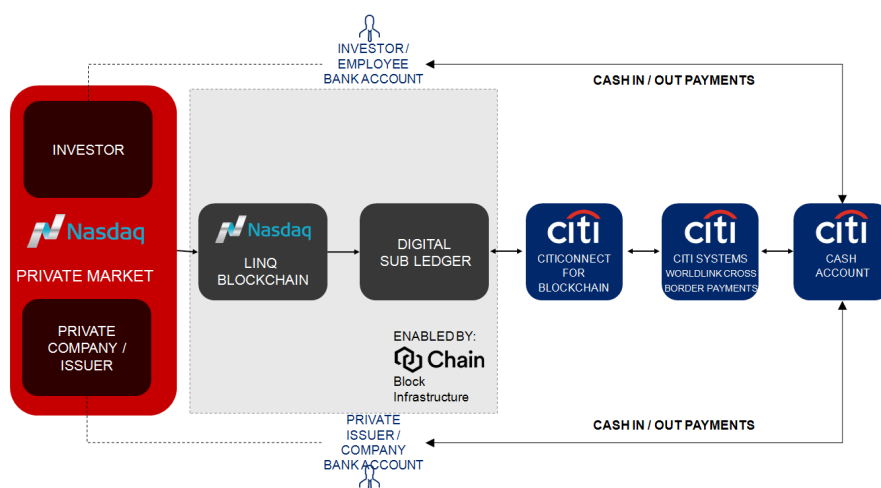 INVESTOR /
EMPLOYEE
BANK ACCOUNT
CASH IN / OUT PAYMENTS
INVESTOR
Nasdaq
PRIVATE MARKET
PRIVATE
COMPANY /
ISSUER
Nasdaq
LINQ
BLOCKCHAIN
DIGITAL
SUB LEDGER
ENABLED BY:
Chain
Block
Infrastructure
citi
CITICONNECT
FOR
BLOCKCHAIN
citi
CITI SYSTEMS
WORLDLINK CROSS
BORDER PAYMENTS
citi
CASH
ACCOUNT
PRIVATE
ISSUER /
COMPANY
BANK ACCOUNT
CASH IN / OUT PAYMENTS